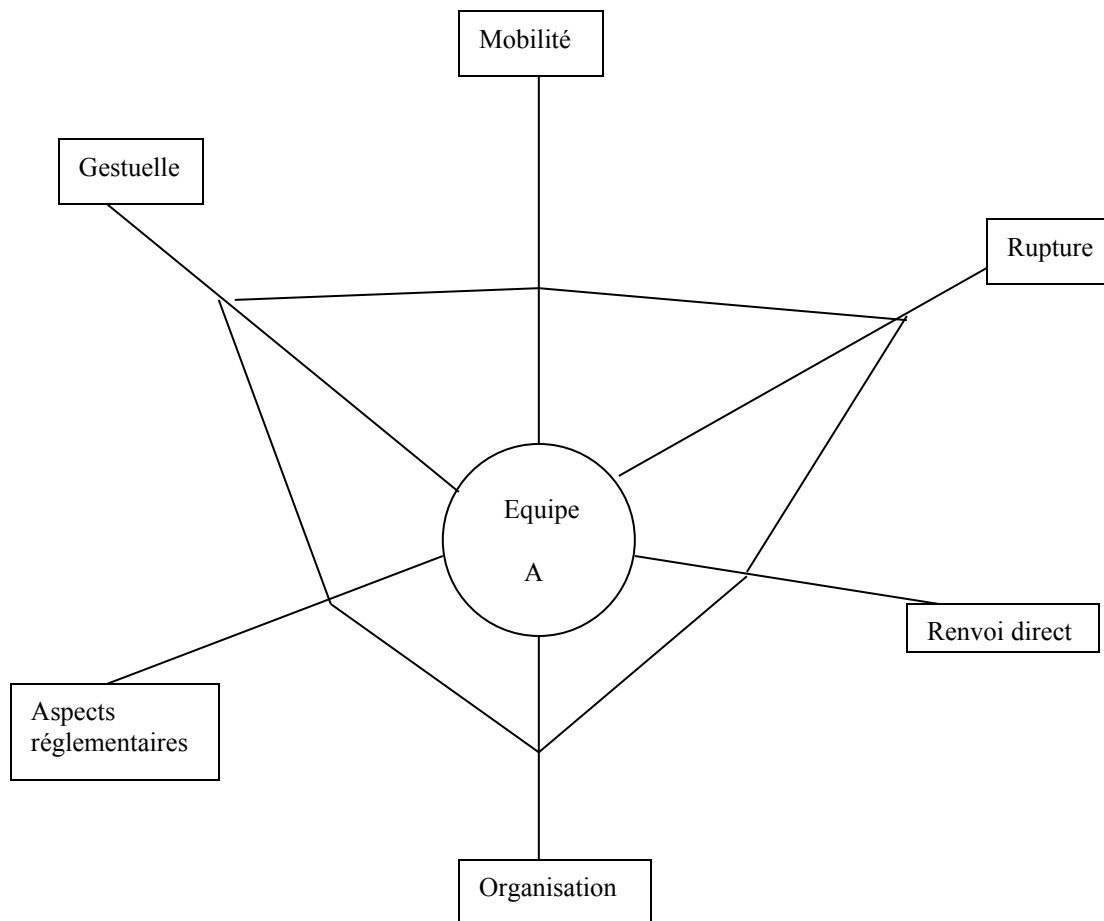 Mobilité
Gestuelle
Rupture
Equipe
A
Renvoi direct
Aspects
réglementaires
Organisation